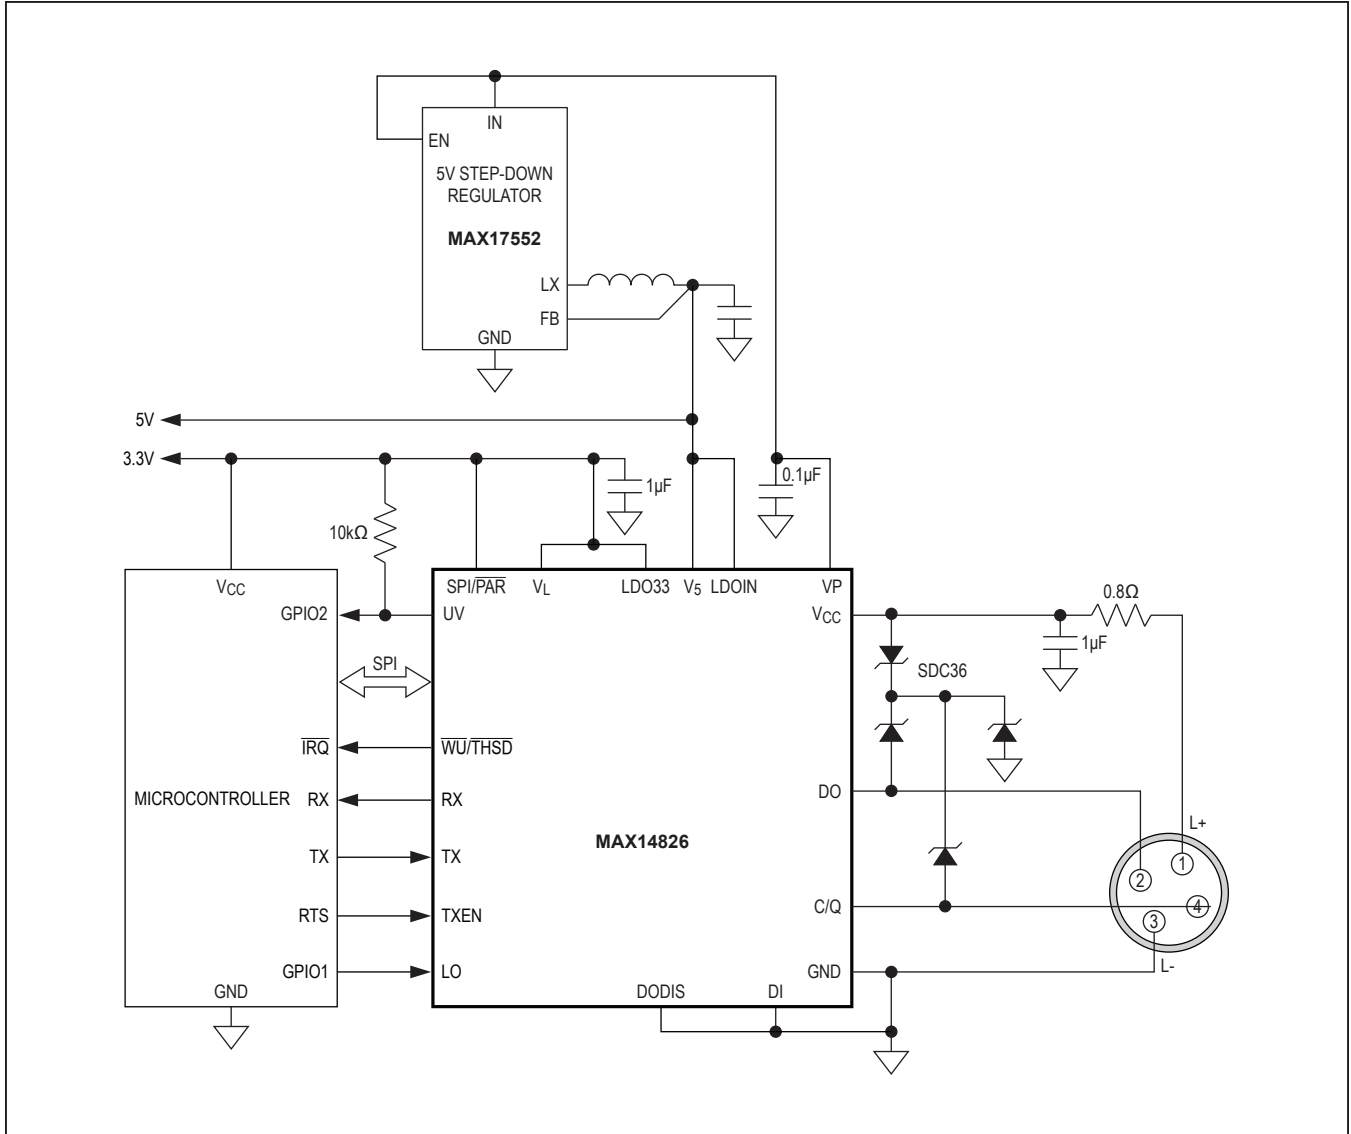 IN
EN
5V STEP-DOWN
REGULATOR
MAX17552
LX
FB
GND
5V
3.3V
1µF
0.1µF
10kΩ
VCC
SPI/PAR
VL
LDO33
V5
LDOIN
VP
GPIO2
UV
VCC
0.8Ω
1µF
SPI
SDC36
IRQ
WU/THSD
MICROCONTROLLER
RX
RX
DO
MAX14826
L+
TX
TX
1
2
RTS
TXEN
C/Q
4
3
GPIO1
LO
GND
L-
GND
DODIS
DI